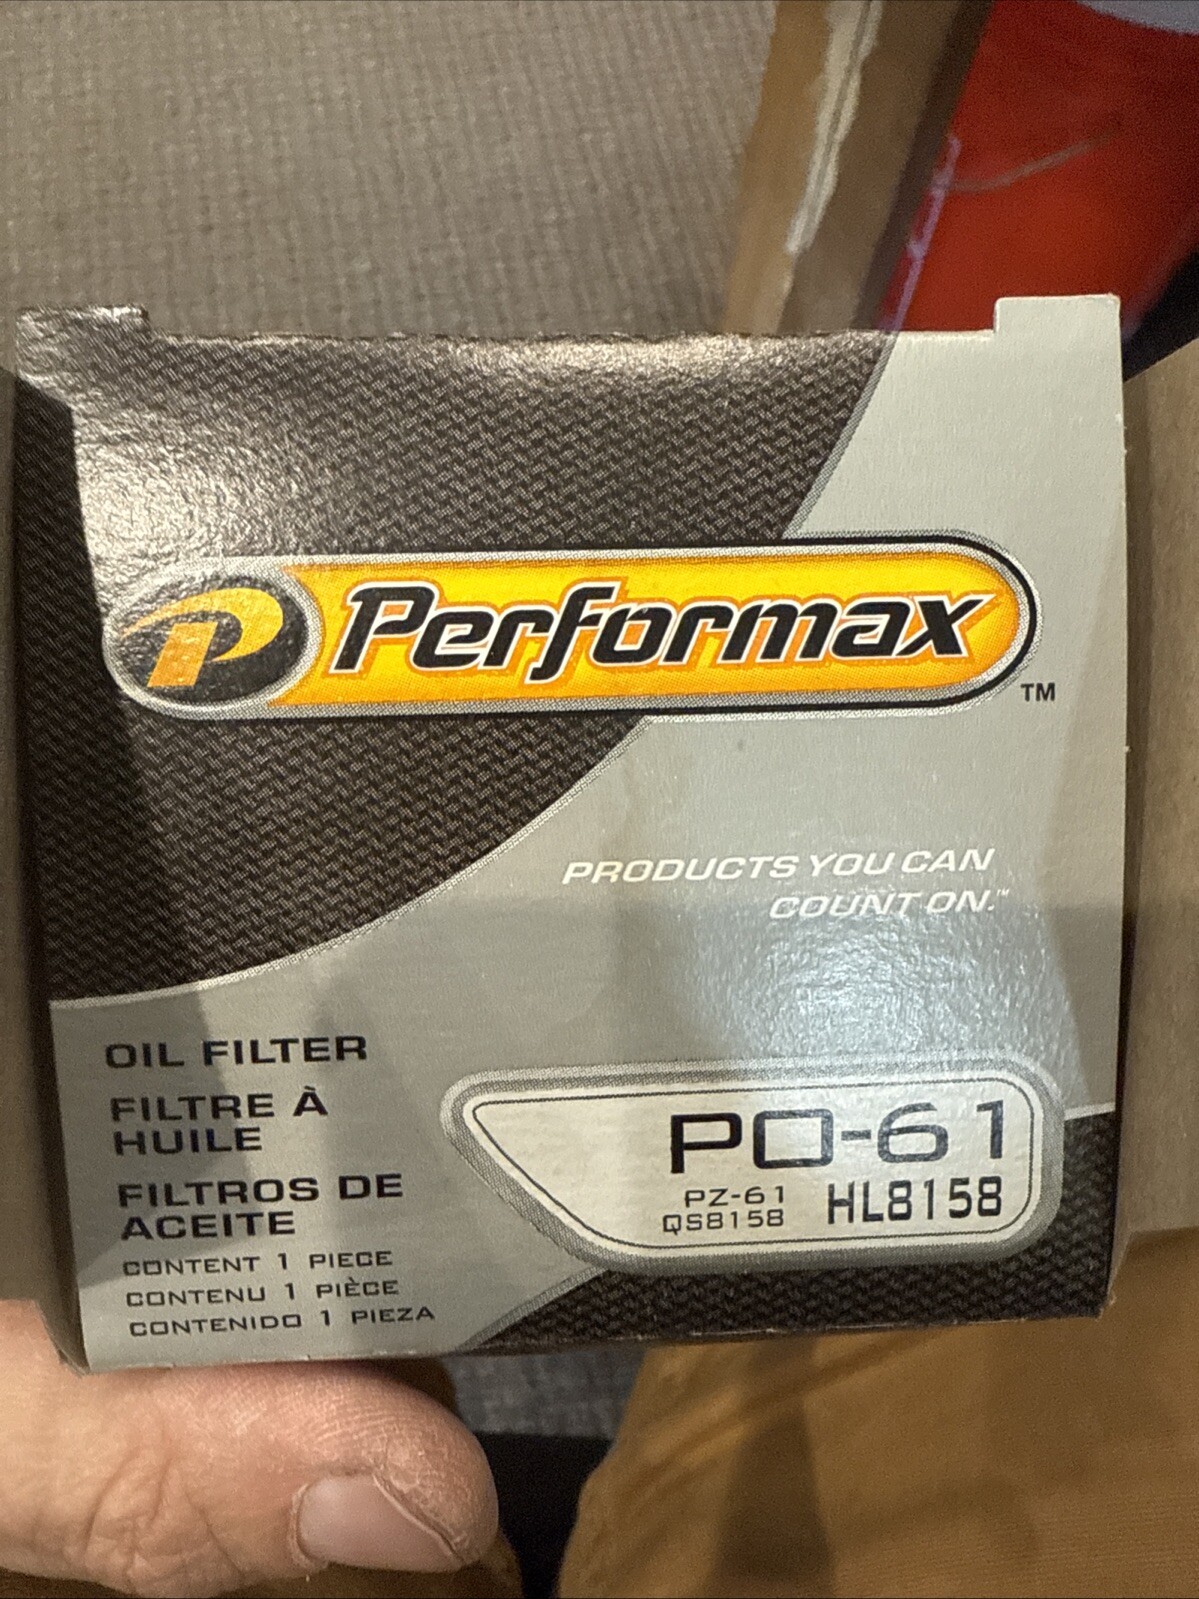 P Performax™
PRODUCTS YOU CAN
COUNT ON.™
OIL FILTER
FILTRE À
HUILE
FILTROS DE
ACEITE
CONTENT 1 PIECE
CONTENU 1 PIÈCE
CONTENIDO 1 PIEZA
PO-61
PZ-61
QS8158 HL8158